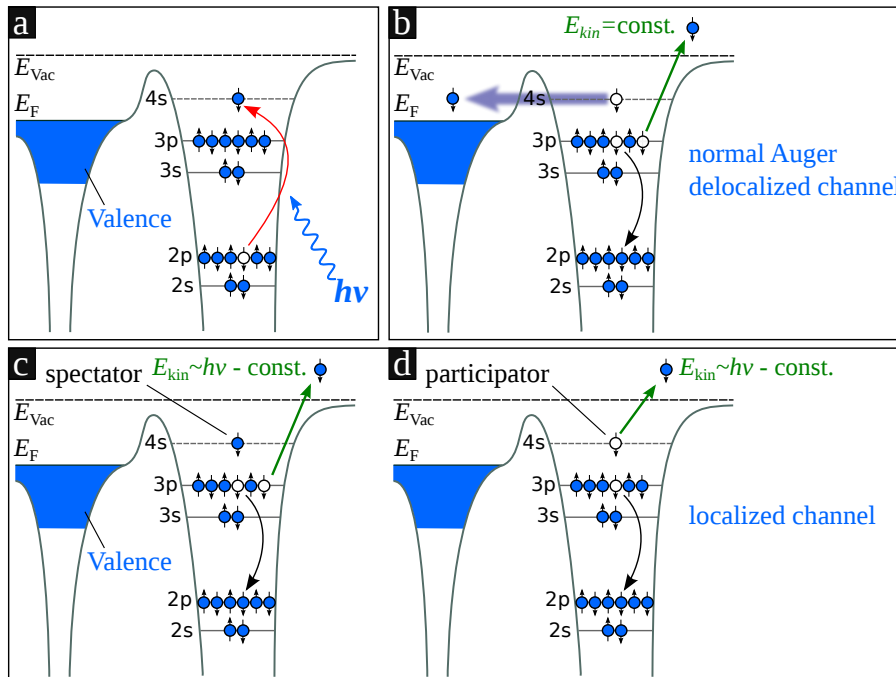 a
E_Vac
E_F
4s
3p
3s
Valence
2p
2s
hν
b
E_kin=const.
E_Vac
E_F
4s
3p
3s
normal Auger
delocalized channel
2p
2s
c
spectator
E_kin~hν - const.
E_Vac
E_F
4s
3p
3s
Valence
2p
2s
d
participator
E_kin~hν - const.
E_Vac
E_F
4s
3p
3s
localized channel
2p
2s